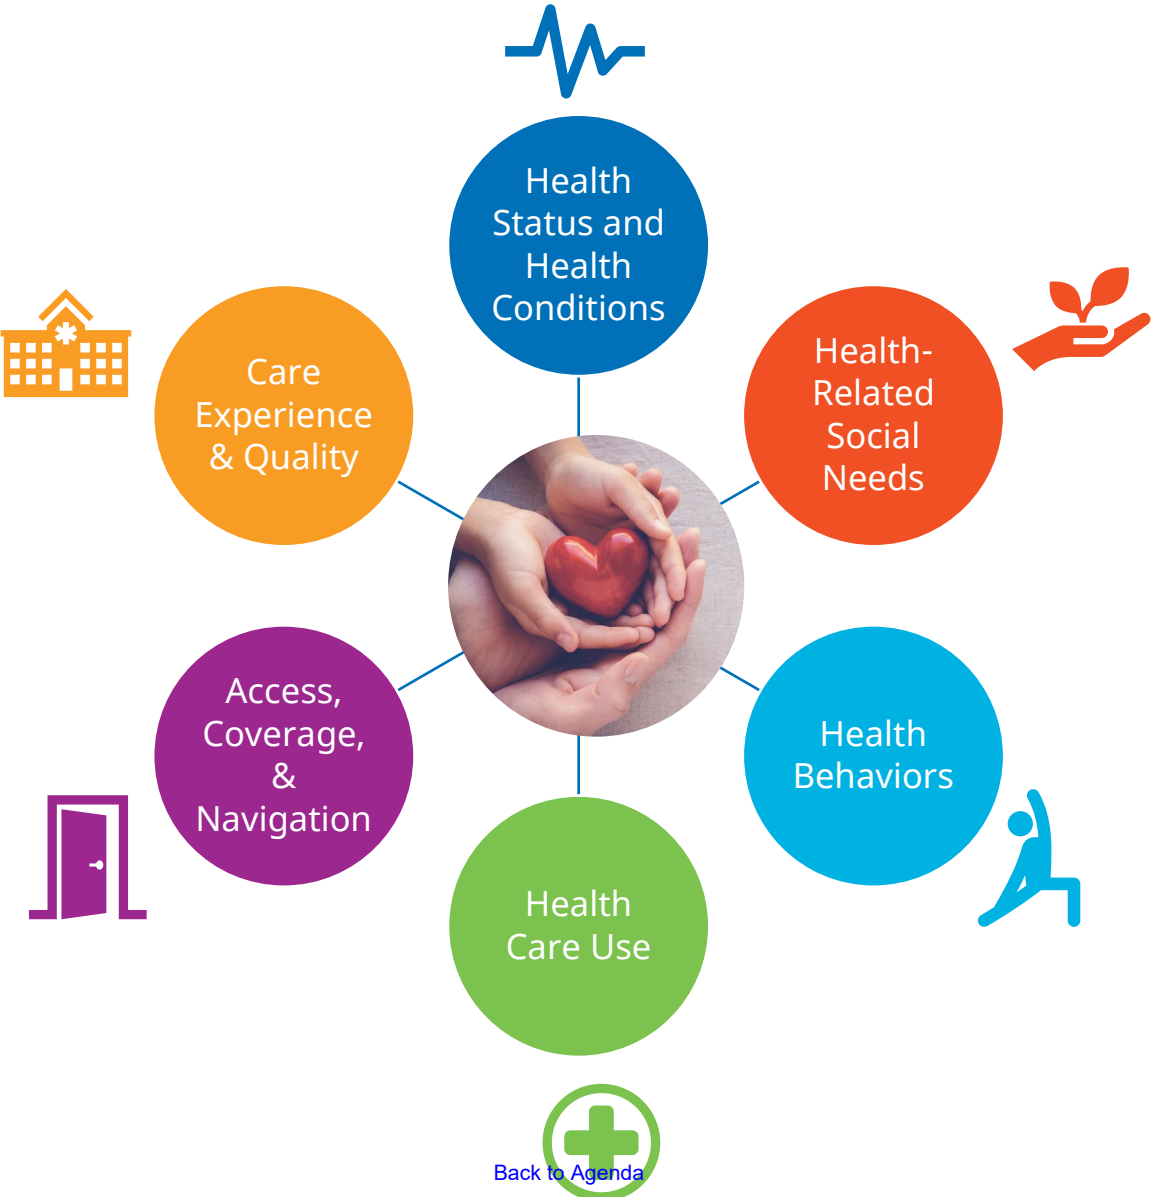 Health
Status and
Health
Conditions
Health-
Related
Social
Needs
Health
Behaviors
Health
Care Use
Access,
Coverage,
&
Navigation
Care
Experience
& Quality
Back to Agenda